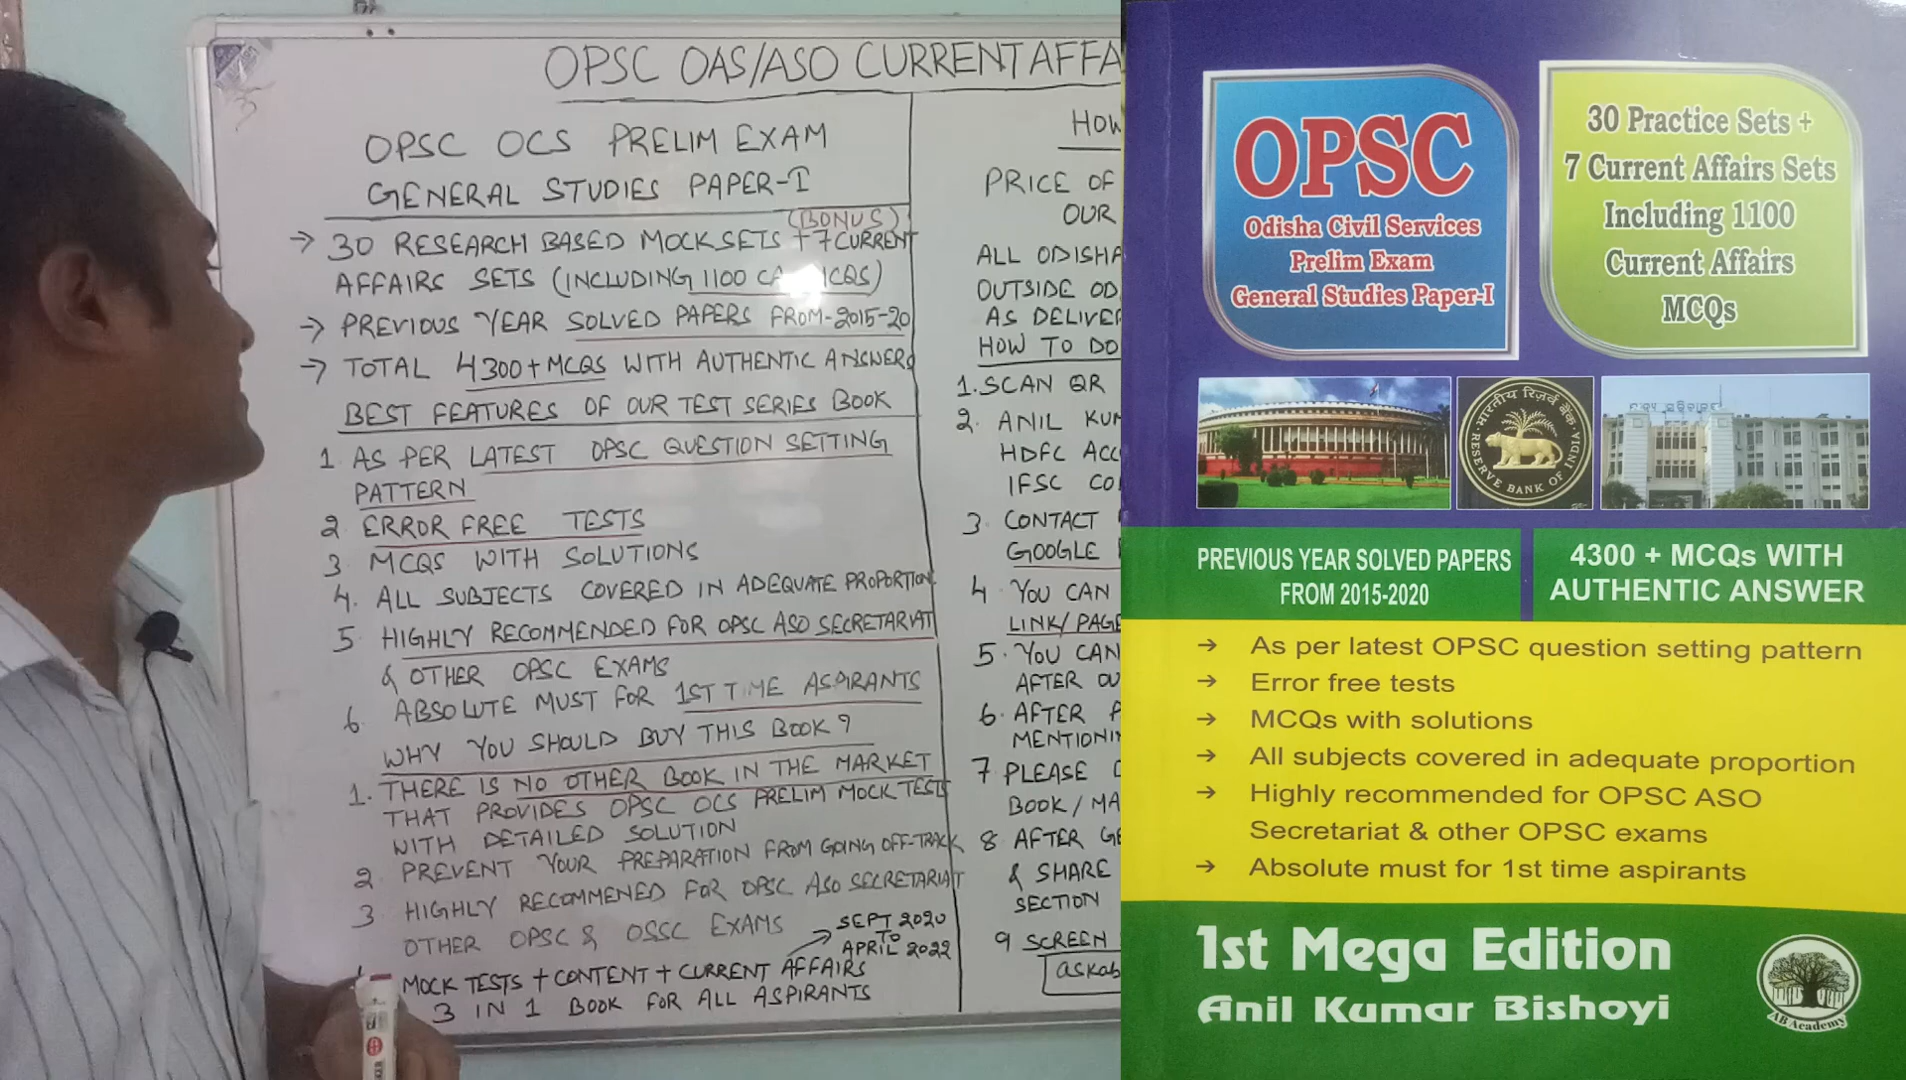 OPSC OAS/ASO CURRENT AFFA
OPSC OCS PRELIM EXAM
GENERAL STUDIES PAPER-I
(BONUS)
→ 30 RESEARCH BASED MOCK SETS + 7 CURRENT
AFFAIRS SETS (INCLUDING 1100 CA MCQS)
→ PREVIOUS YEAR SOLVED PAPERS FROM-2015-20
→ TOTAL 4300+MCQS WITH AUTHENTIC ANSWERS
BEST FEATURES OF OUR TEST SERIES BOOK
1. AS PER LATEST OPSC QUESTION SETTING
PATTERN
2. ERROR FREE TESTS
3. MCQS WITH SOLUTIONS
4. ALL SUBJECTS COVERED IN ADEQUATE PROPORTION
5. HIGHLY RECOMMENDED FOR OPSC ASO SECRETARIAT
& OTHER OPSC EXAMS
6. ABSOLUTE MUST FOR 1ST TIME ASPIRANTS
WHY YOU SHOULD BUY THIS BOOK?
1. THERE IS NO OTHER BOOK IN THE MARKET
THAT PROVIDES OPSC OCS PRELIM MOCK TESTS
WITH DETAILED SOLUTION
2. PREVENT YOUR PREPARATION FROM GOING OFF-TRACK
3. HIGHLY RECOMMENED FOR OPSC ASO SECRETARIAT
OTHER OPSC & OSSC EXAMS
SEPT 2020
TO
APRIL 2022
MOCK TESTS + CONTENT + CURRENT AFFAIRS
3 IN 1 BOOK FOR ALL ASPIRANTS
HOW
PRICE OF
OUR
ALL ODISHA
OUTSIDE OD
AS DELIVER
HOW TO DO
1. SCAN QR
2. ANIL KUM
HDFC ACC
IFSC CO
3. CONTACT
GOOGLE
4. YOU CAN
LINK/PAGE
5. YOU CAN
AFTER OU
6. AFTER P
MENTIONI
7 PLEASE
BOOK/MA
8 AFTER GE
& SHARE
SECTION
9 SCREEN
askab
OPSC
Odisha Civil Services
Prelim Exam
General Studies Paper-I
30 Practice Sets +
7 Current Affairs Sets
Including 1100
Current Affairs
MCQs
भारतीय रिज़र्व बैंक
RESERVE BANK OF INDIA
PREVIOUS YEAR SOLVED PAPERS
FROM 2015-2020
4300 + MCQs WITH
AUTHENTIC ANSWER
→ As per latest OPSC question setting pattern
→ Error free tests
→ MCQs with solutions
→ All subjects covered in adequate proportion
→ Highly recommended for OPSC ASO
Secretariat & other OPSC exams
→ Absolute must for 1st time aspirants
1st Mega Edition
Anil Kumar Bishoyi
AB Academy